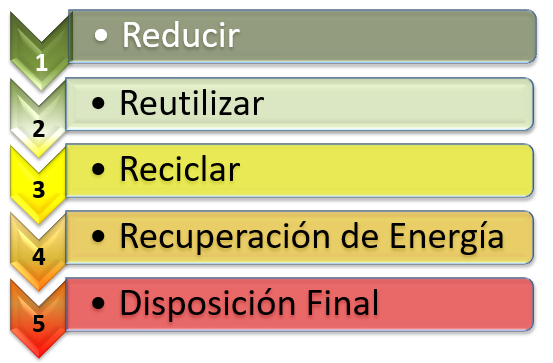 1 • Reducir
2 • Reutilizar
3 • Reciclar
4 • Recuperación de Energía
5 • Disposición Final